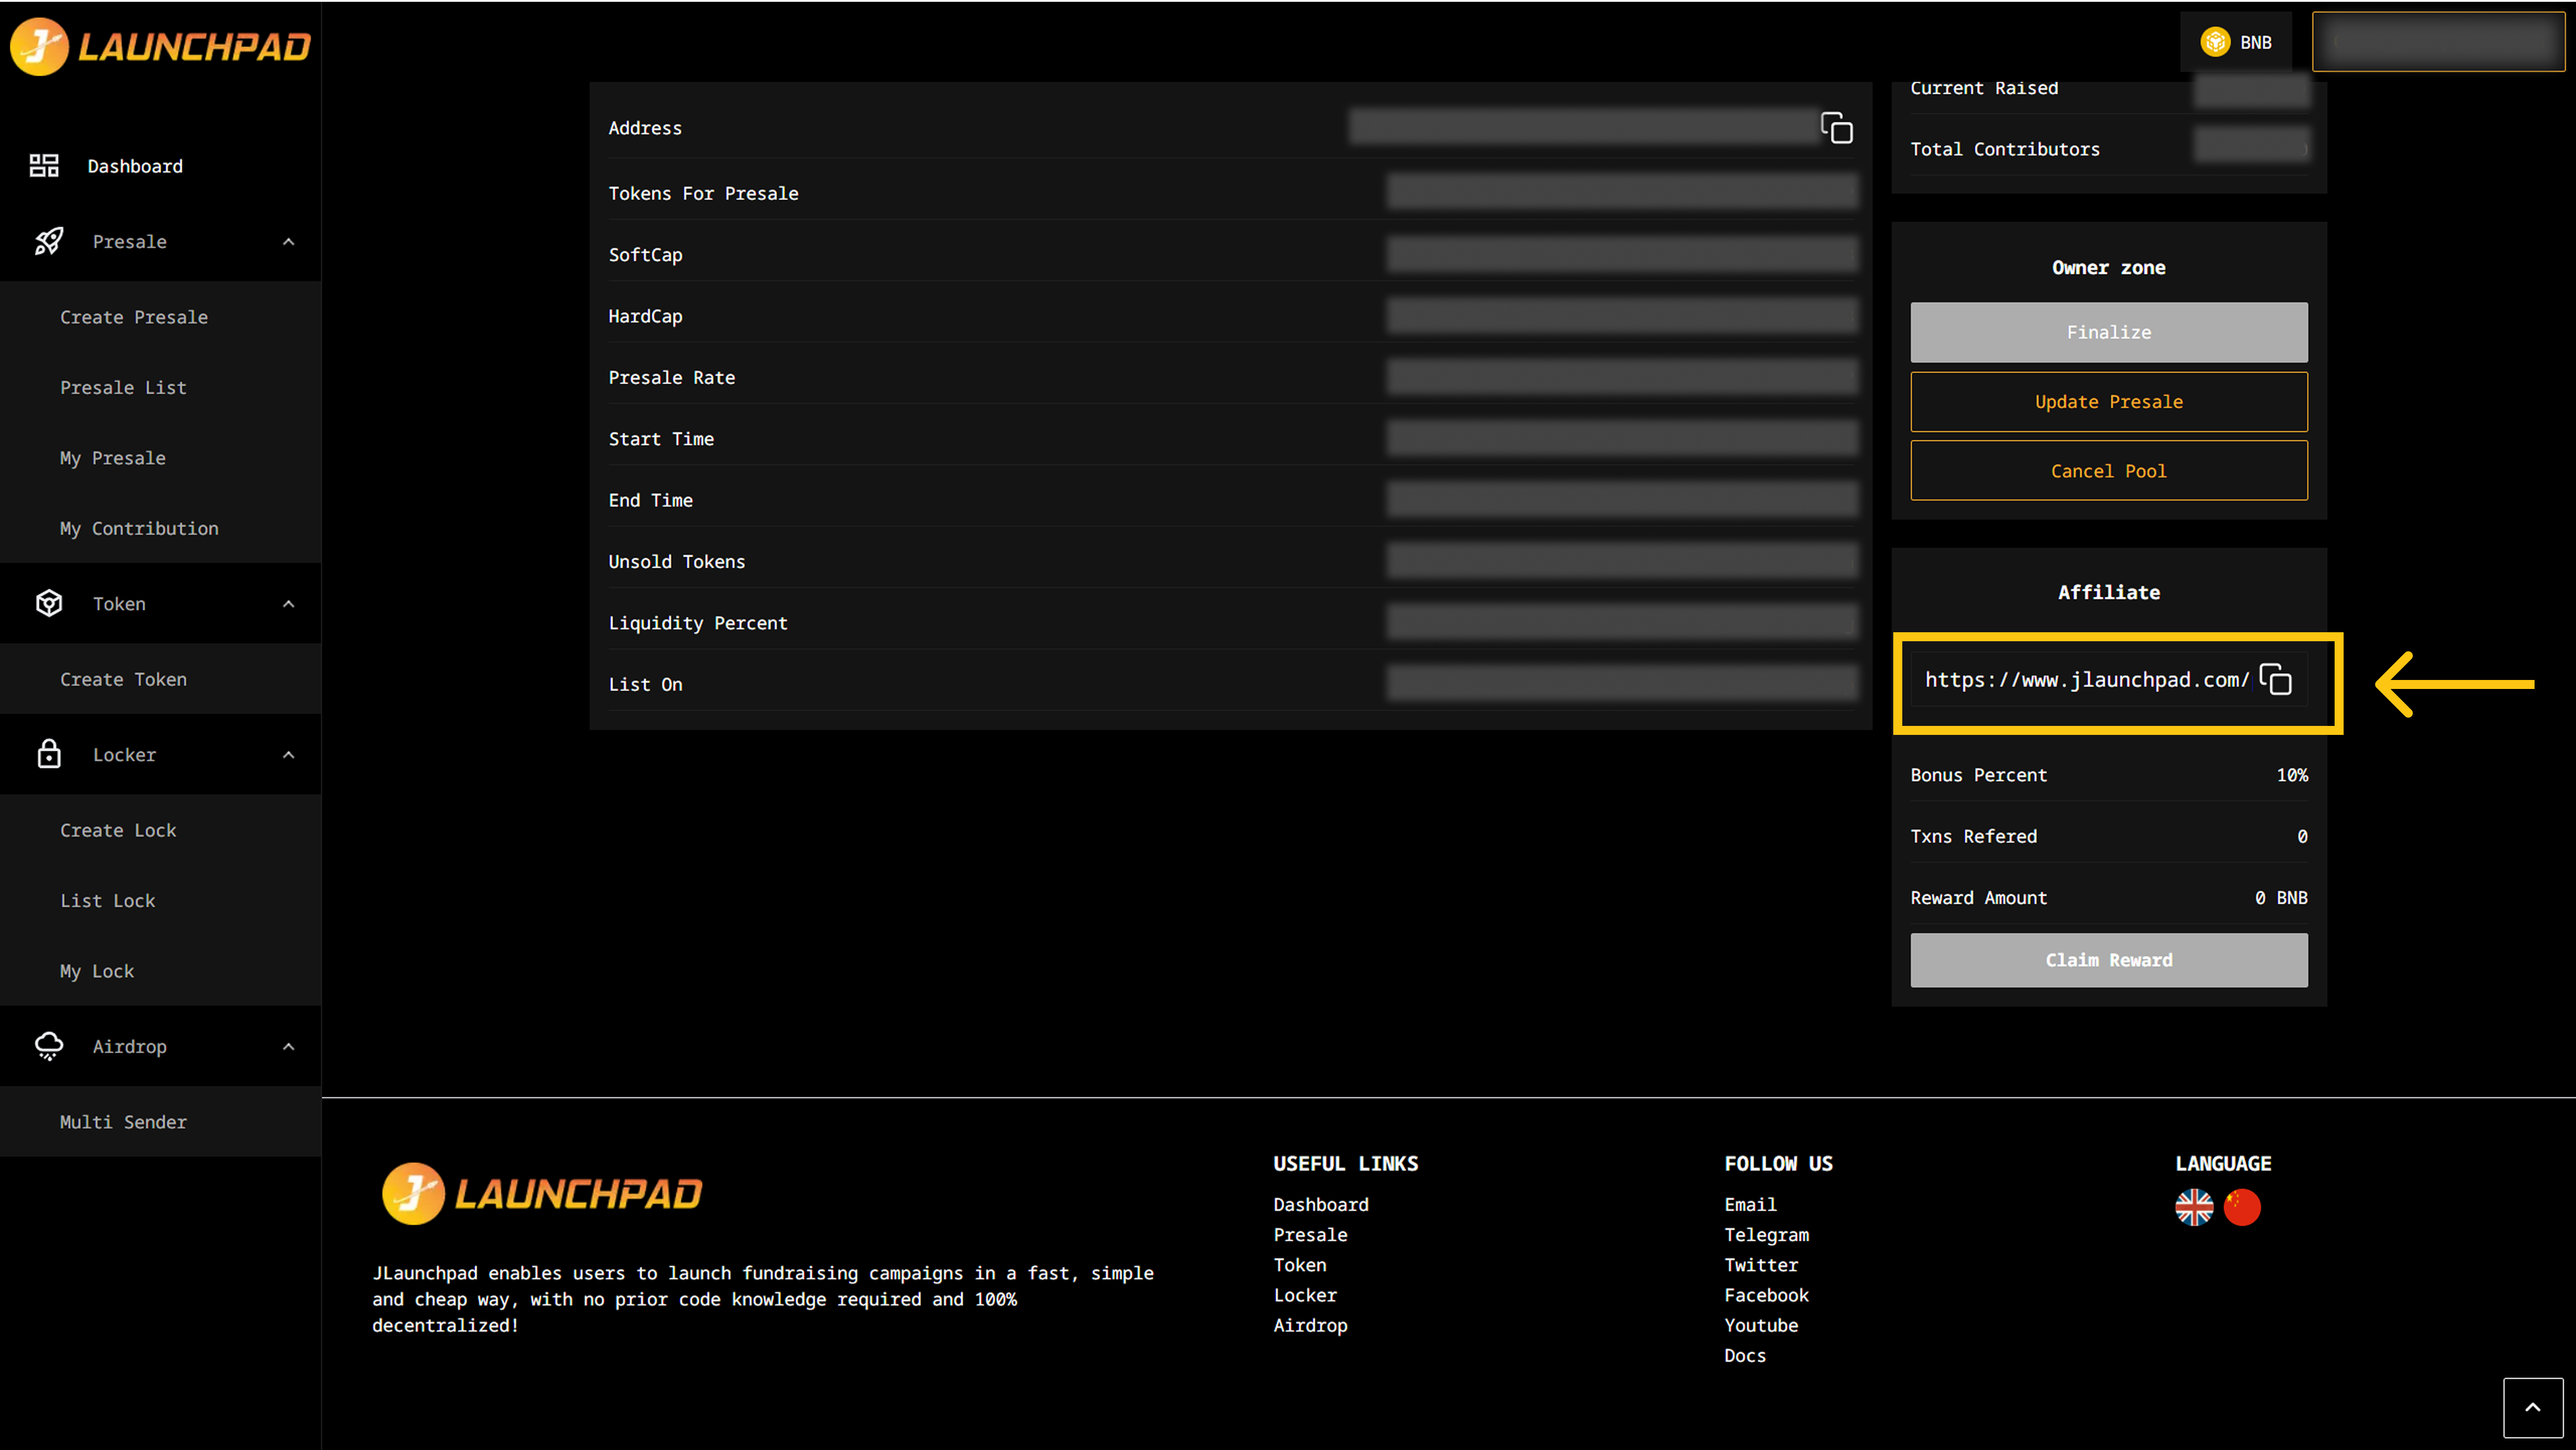 LAUNCHPAD
BNB
Dashboard
Presale
Create Presale
Presale List
My Presale
My Contribution
Token
Create Token
Locker
Create Lock
List Lock
My Lock
Airdrop
Multi Sender
Address
Tokens For Presale
SoftCap
HardCap
Presale Rate
Start Time
End Time
Unsold Tokens
Liquidity Percent
List On
Current Raised
Total Contributors
Owner zone
Finalize
Update Presale
Cancel Pool
Affiliate
https://www.jlaunchpad.com/
Bonus Percent 10%
Txns Refered 0
Reward Amount 0 BNB
Claim Reward
LAUNCHPAD
JLaunchpad enables users to launch fundraising campaigns in a fast, simple
and cheap way, with no prior code knowledge required and 100%
decentralized!
USEFUL LINKS
Dashboard
Presale
Token
Locker
Airdrop
FOLLOW US
Email
Telegram
Twitter
Facebook
Youtube
Docs
LANGUAGE